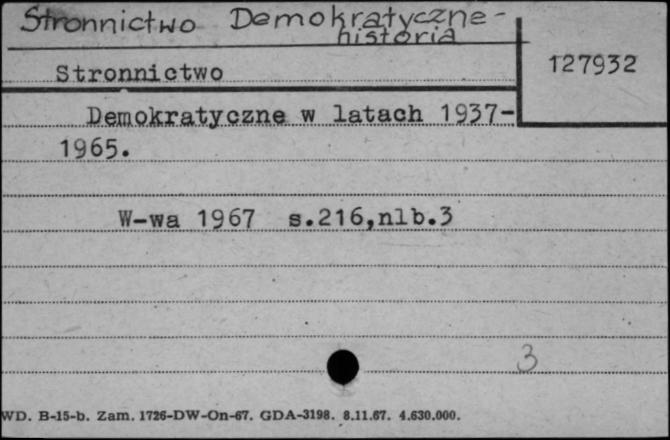 Stronnictwo Demokratyczne-
historia
Stronnictwo
127932
Demokratyczne w latach 1937-
1965.
W-wa 1967 s.216,nlb.3
3
WD. B-15-b. Zam. 1726-DW-On-67. GDA-3198. 8.11.67. 4.630.000.